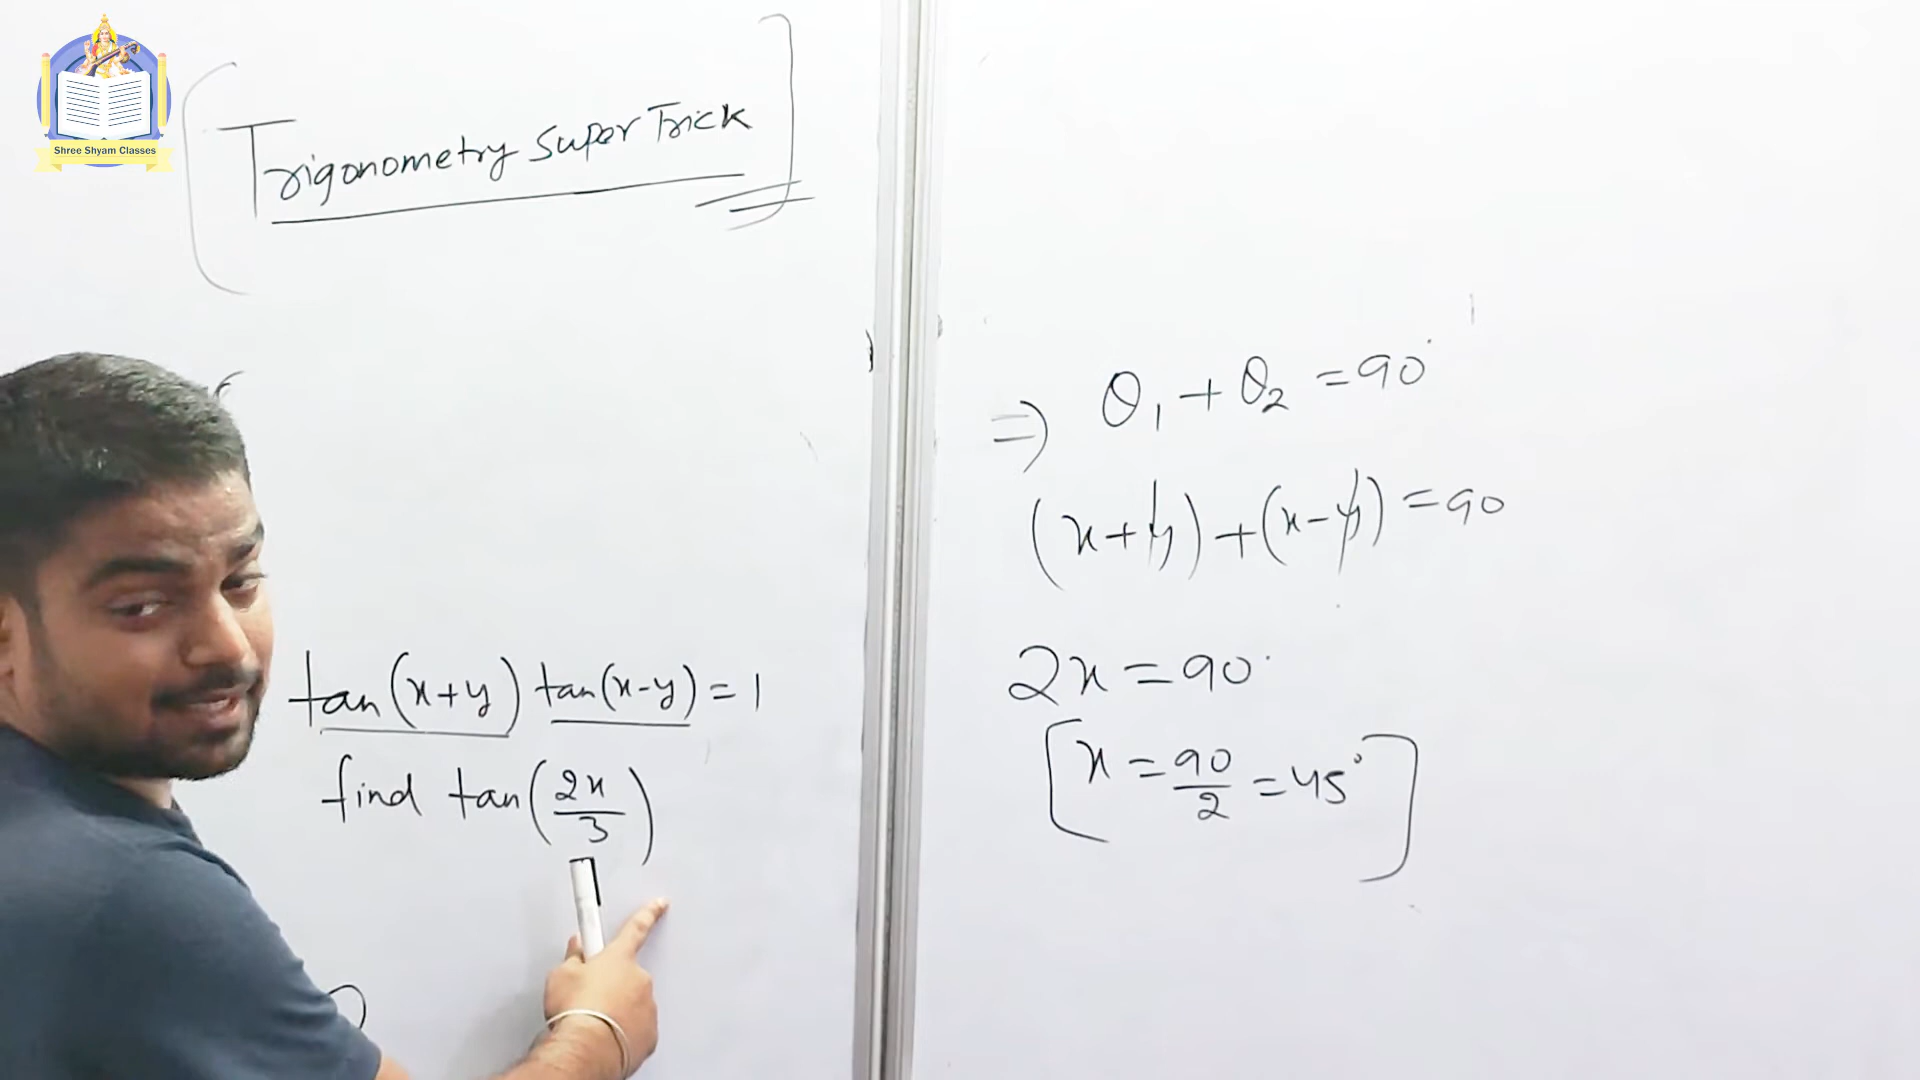 Shree Shyam Classes
Trigonometry Super Trick
tan(x+y) tan(x-y) = 1
find tan(2x/3)
⇒ θ₁ + θ₂ = 90°
(x+y) + (x-y) = 90
2x = 90°
[x = 90/2 = 45°]